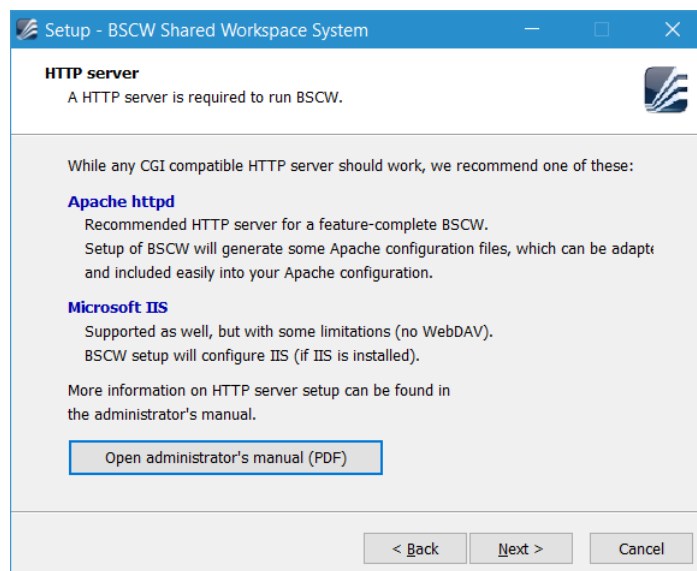 Setup - BSCW Shared Workspace System
HTTP server
A HTTP server is required to run BSCW.
While any CGI compatible HTTP server should work, we recommend one of these:
Apache httpd
Recommended HTTP server for a feature-complete BSCW.
Setup of BSCW will generate some Apache configuration files, which can be adapte
and included easily into your Apache configuration.
Microsoft IIS
Supported as well, but with some limitations (no WebDAV).
BSCW setup will configure IIS (if IIS is installed).
More information on HTTP server setup can be found in
the administrator's manual.
Open administrator's manual (PDF)
< Back Next > Cancel